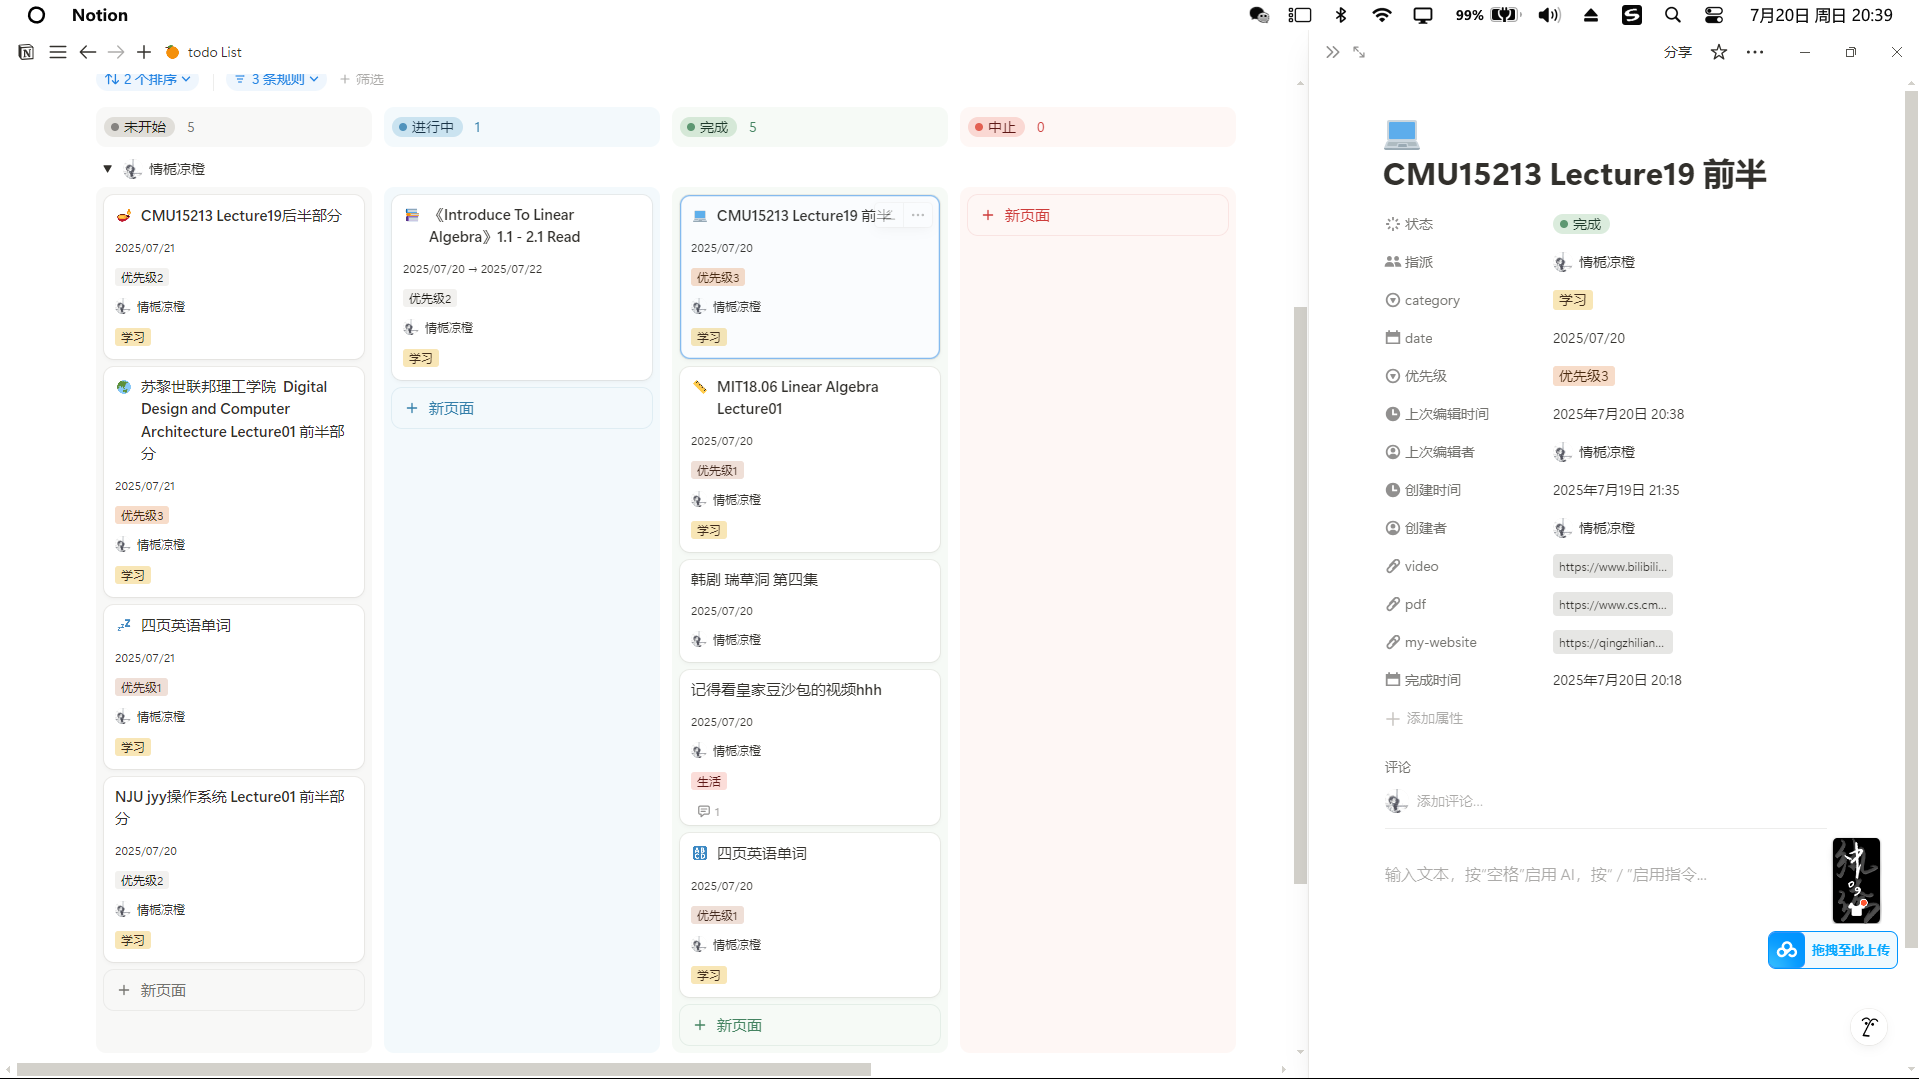 Notion
99%
7月20日 周日 20:39
todo List
分享
2 个排序
3 条规则
筛选
未开始 5
进行中 1
完成 5
中止 0
情栀凉橙
CMU15213 Lecture19后半部分
2025/07/21
优先级2
情栀凉橙
学习
苏黎世联邦理工学院 Digital
Design and Computer
Architecture Lecture01 前半部
分
2025/07/21
优先级3
情栀凉橙
学习
四页英语单词
2025/07/21
优先级1
情栀凉橙
学习
NJU jyy操作系统 Lecture01 前半部
分
2025/07/20
优先级2
情栀凉橙
学习
新页面
《Introduce To Linear
Algebra》1.1 - 2.1 Read
2025/07/20 → 2025/07/22
优先级2
情栀凉橙
学习
新页面
CMU15213 Lecture19 前半
2025/07/20
优先级3
情栀凉橙
学习
MIT18.06 Linear Algebra
Lecture01
2025/07/20
优先级1
情栀凉橙
学习
韩剧 瑞草洞 第四集
2025/07/20
情栀凉橙
记得看皇家豆沙包的视频hhh
2025/07/20
情栀凉橙
生活
1
四页英语单词
2025/07/20
优先级1
情栀凉橙
学习
新页面
新页面
CMU15213 Lecture19 前半
状态 完成
指派 情栀凉橙
category 学习
date 2025/07/20
优先级 优先级3
上次编辑时间 2025年7月20日 20:38
上次编辑者 情栀凉橙
创建时间 2025年7月19日 21:35
创建者 情栀凉橙
video https://www.bilibili...
pdf https://www.cs.cm...
my-website https://qingzhilian...
完成时间 2025年7月20日 20:18
添加属性
评论
添加评论...
输入文本，按“空格”启用 AI，按“ / ”启用指令...
拖拽至此上传